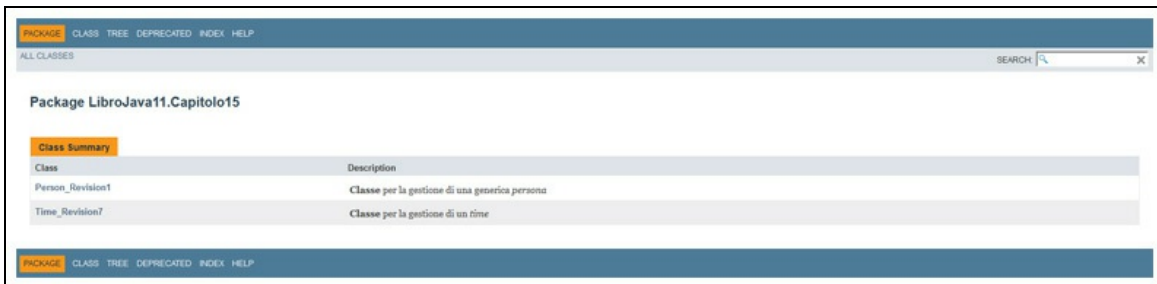 PACKAGE CLASS TREE DEPRECATED INDEX HELP
ALL CLASSES SEARCH:
Package LibroJava11.Capitolo15
Class Summary
Class Description
Person_Revision1 Classe per la gestione di una generica persona
Time_Revision7 Classe per la gestione di un time
PACKAGE CLASS TREE DEPRECATED INDEX HELP